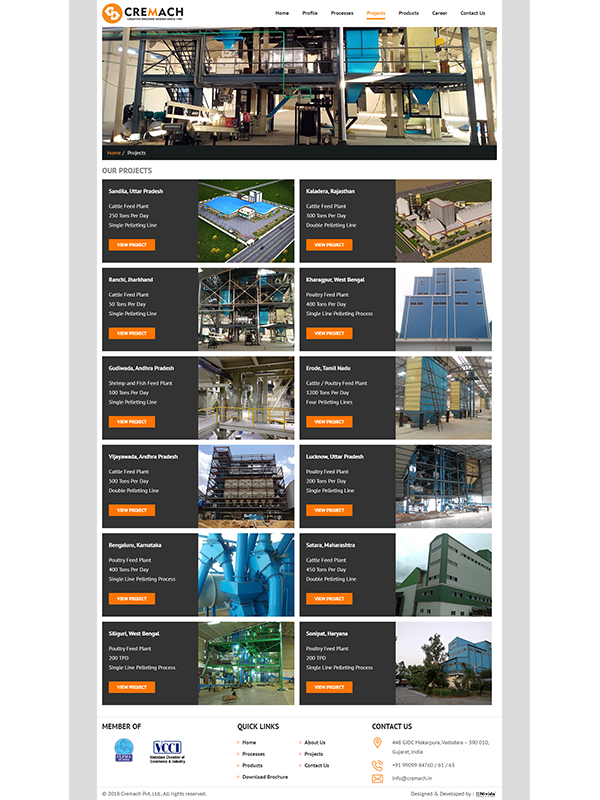 CREMACH
CREATIVE MACHINE DESIGN SINCE 1980
Home Profile Processes Projects Products Career Contact Us
Home / Projects
OUR PROJECTS
Sandila, Uttar Pradesh
Cattle Feed Plant
250 Tons Per Day
Single Pelleting Line
VIEW PROJECT
Kaladera, Rajasthan
Cattle Feed Plant
300 Tons Per Day
Double Pelleting Line
VIEW PROJECT
Ranchi, Jharkhand
Cattle Feed Plant
50 Tons Per Day
Single Pelleting Line
VIEW PROJECT
Kharagpur, West Bengal
Poultry Feed Plant
400 Tons Per Day
Single Line Pelleting Process
VIEW PROJECT
Gudiwada, Andhra Pradesh
Shrimp and Fish Feed Plant
100 Tons Per Day
Single Pelleting Line
VIEW PROJECT
Erode, Tamil Nadu
Cattle / Poultry Feed Plant
1200 Tons Per Day
Four Pelleting Lines
VIEW PROJECT
Vijayawada, Andhra Pradesh
Cattle Feed Plant
500 Tons Per Day
Double Pelleting Line
VIEW PROJECT
Lucknow, Uttar Pradesh
Poultry Feed Plant
200 Tons Per Day
Single Pelleting Line
VIEW PROJECT
Bengaluru, Karnataka
Poultry Feed Plant
400 Tons Per Day
Single Line Pelleting Process
VIEW PROJECT
Satara, Maharashtra
Cattle Feed Plant
450 Tons Per Day
Double Pelleting Line
VIEW PROJECT
Siliguri, West Bengal
Poultry Feed Plant
200 TPD
Single Line Pelleting Process
VIEW PROJECT
Sonipat, Haryana
Poultry Feed Plant
200 TPD
Single Line Pelleting Process
VIEW PROJECT
MEMBER OF
CLFMA
VCCI
Vadodara Chamber of
Commerce & Industry
QUICK LINKS
Home
About Us
Processes
Projects
Products
Contact Us
Download Brochure
CONTACT US
448 GIDC Makarpura, Vadodara – 390 010,
Gujarat, India
+91 99099 84760 / 61 / 63
info@cremach.in
© 2018 Cremach Pvt. Ltd., All rights reserved.
Designed & Developed by : Nivida